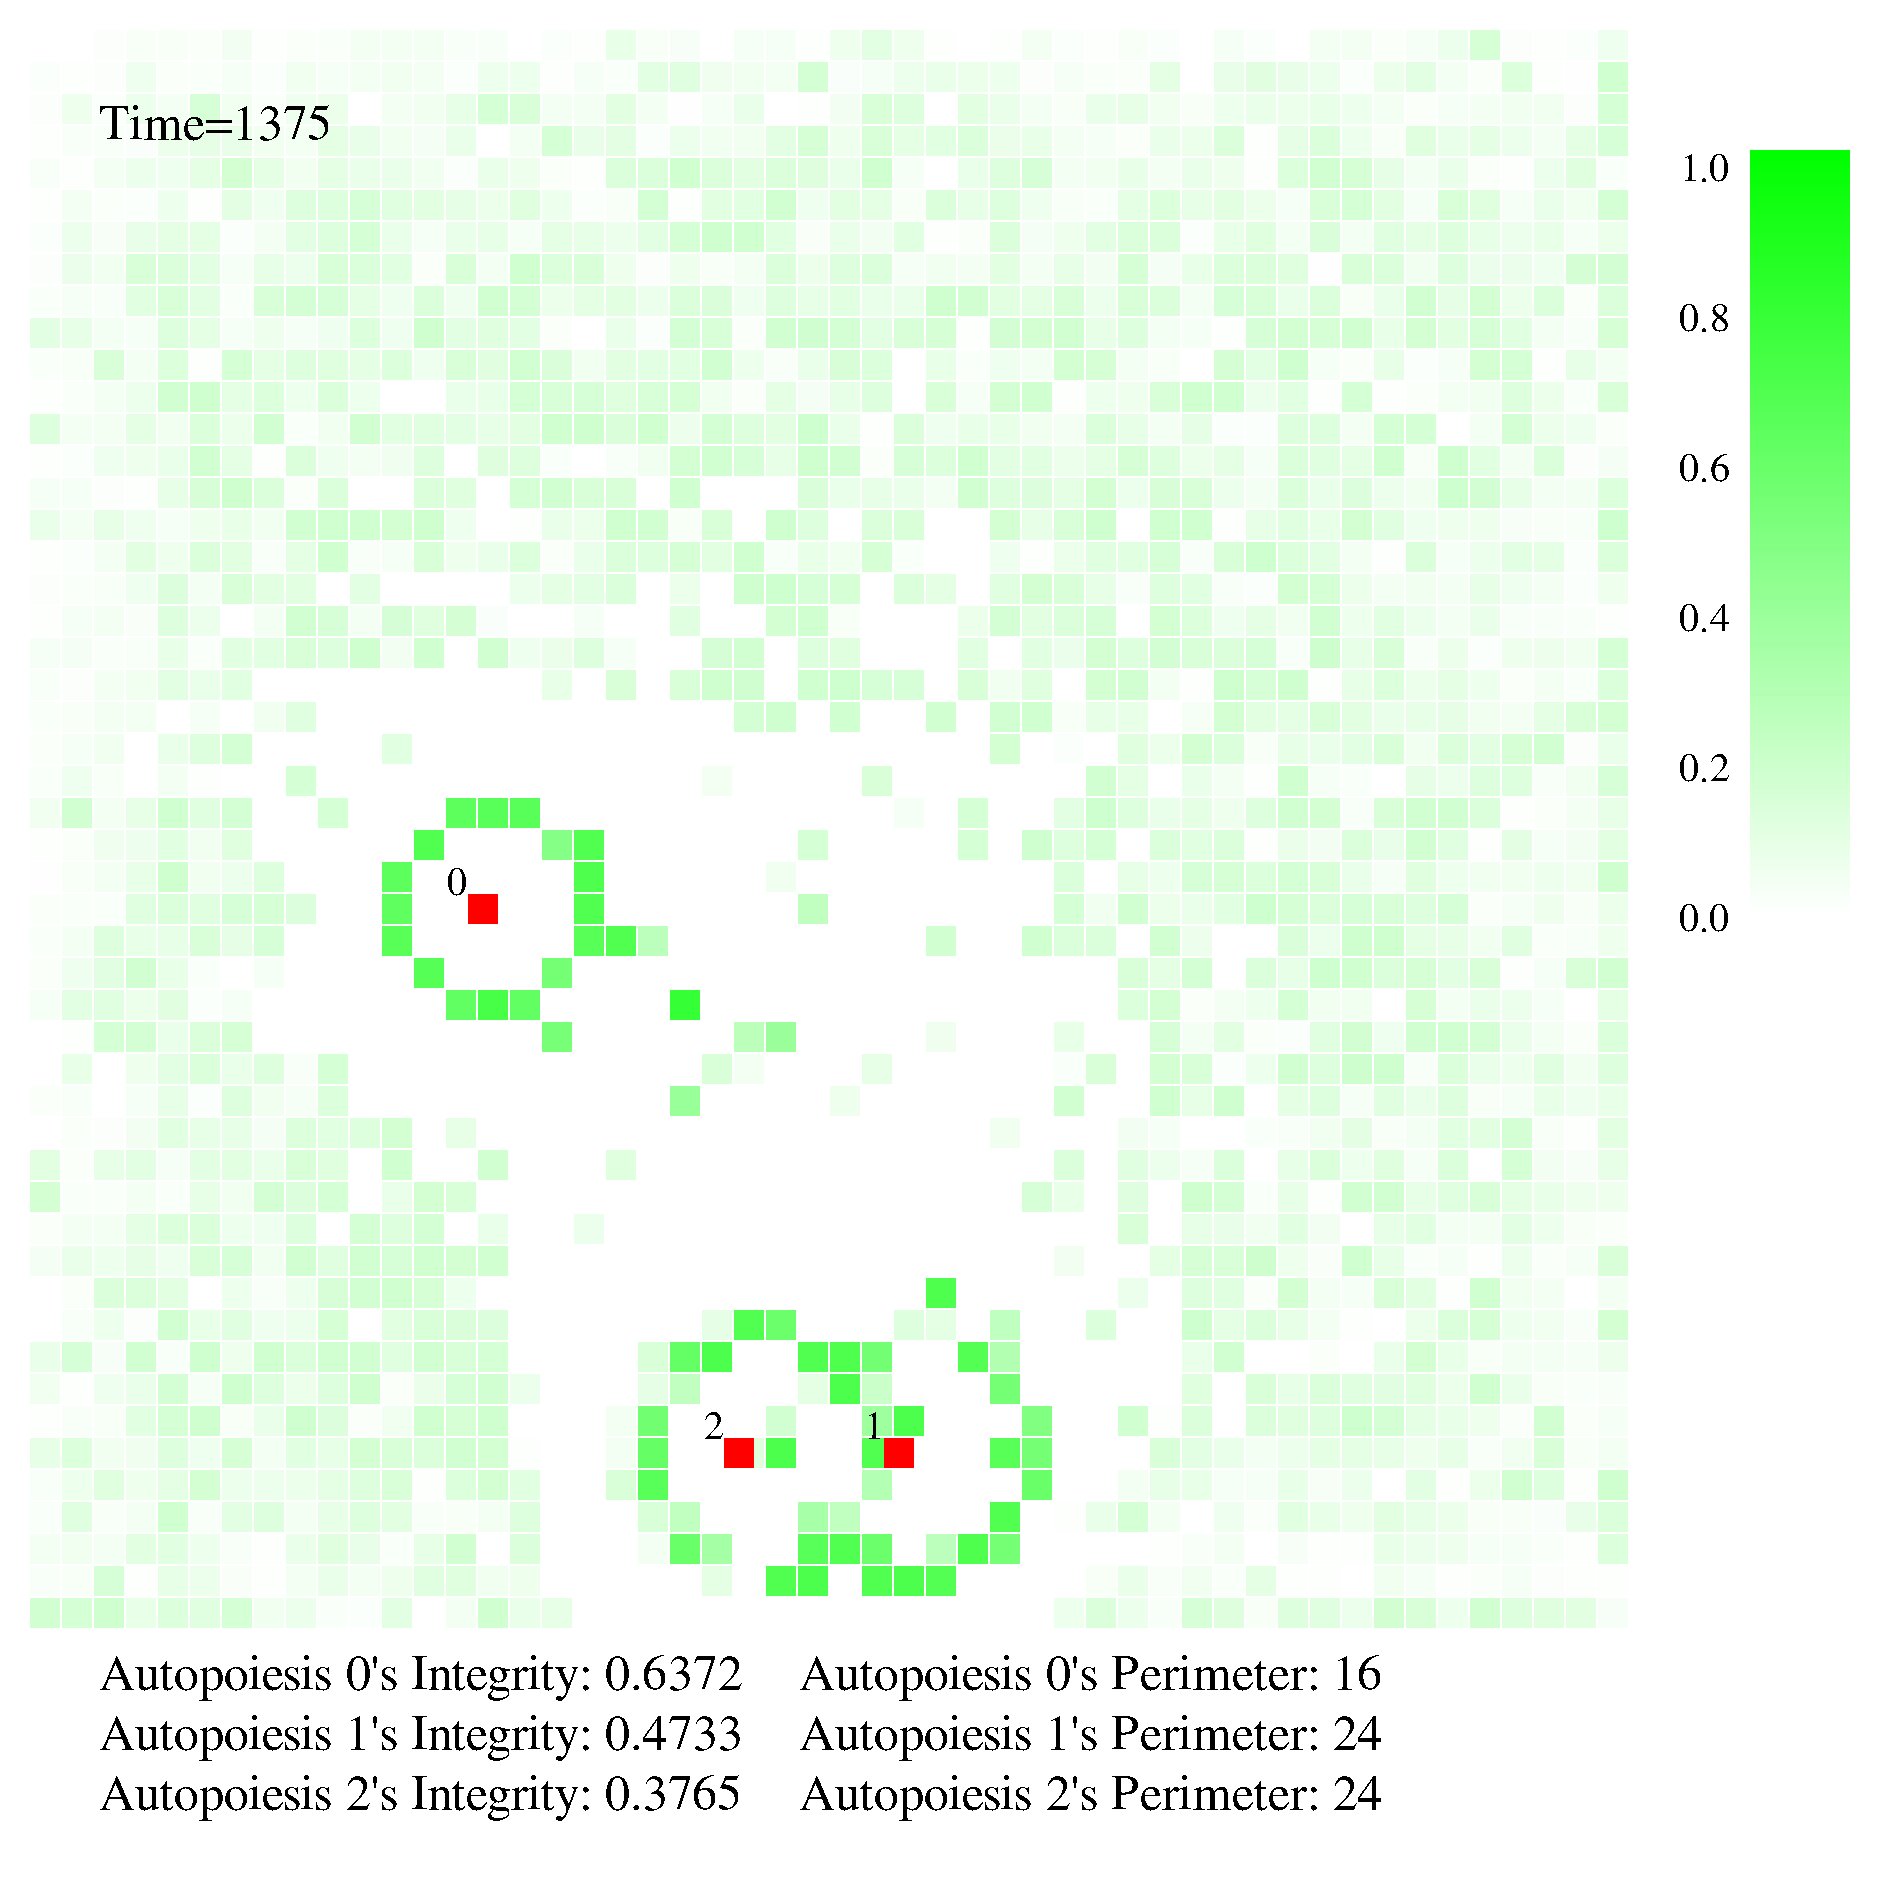 Time=1375
1.0
0.8
0.6
0.4
0.2
0.0
0
2
1
Autopoiesis 0's Integrity: 0.6372 Autopoiesis 0's Perimeter: 16
Autopoiesis 1's Integrity: 0.4733 Autopoiesis 1's Perimeter: 24
Autopoiesis 2's Integrity: 0.3765 Autopoiesis 2's Perimeter: 24